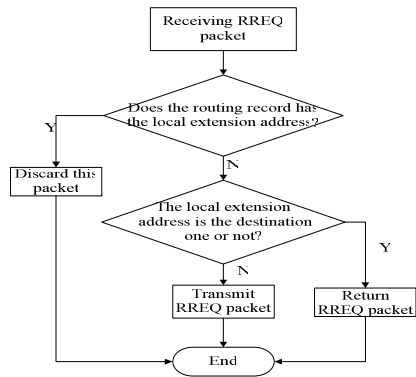 Receiving RREQ
packet
Does the routing record has
the local extension address?
Y
N
Discard this
packet
The local extension
address is the destination
one or not?
Y
N
Transmit
RREQ packet
Return
RREQ packet
End